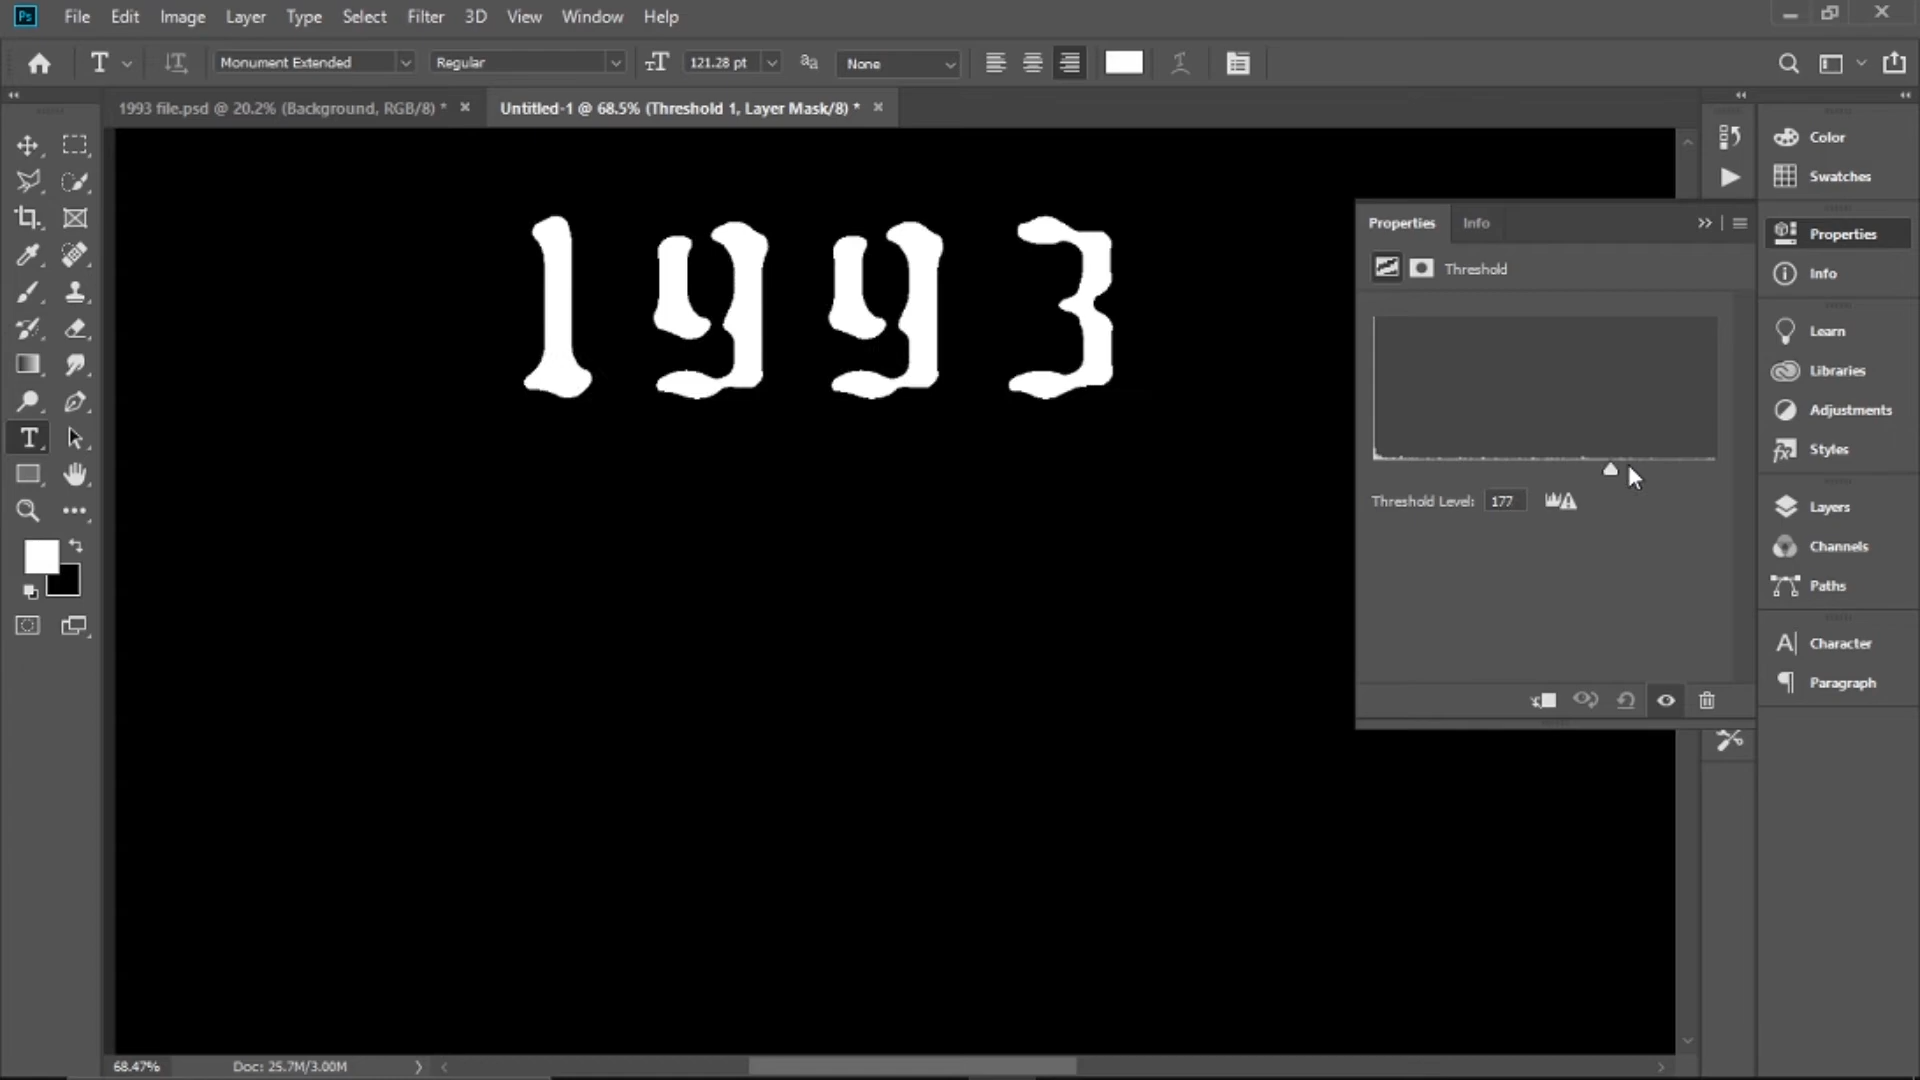 Ps File Edit Image Layer Type Select Filter 3D View Window Help
T Monument Extended Regular 121.28 pt aa None
1993 file.psd @ 20.2% (Background, RGB/8) * × Untitled-1 @ 68.5% (Threshold 1, Layer Mask/8) * ×
1993
Properties Info
Threshold
Threshold Level: 177
Color
Swatches
Properties
Info
Learn
Libraries
Adjustments
fx Styles
Layers
Channels
Paths
A Character
Paragraph
68.47% Doc: 25.7M/3.00M